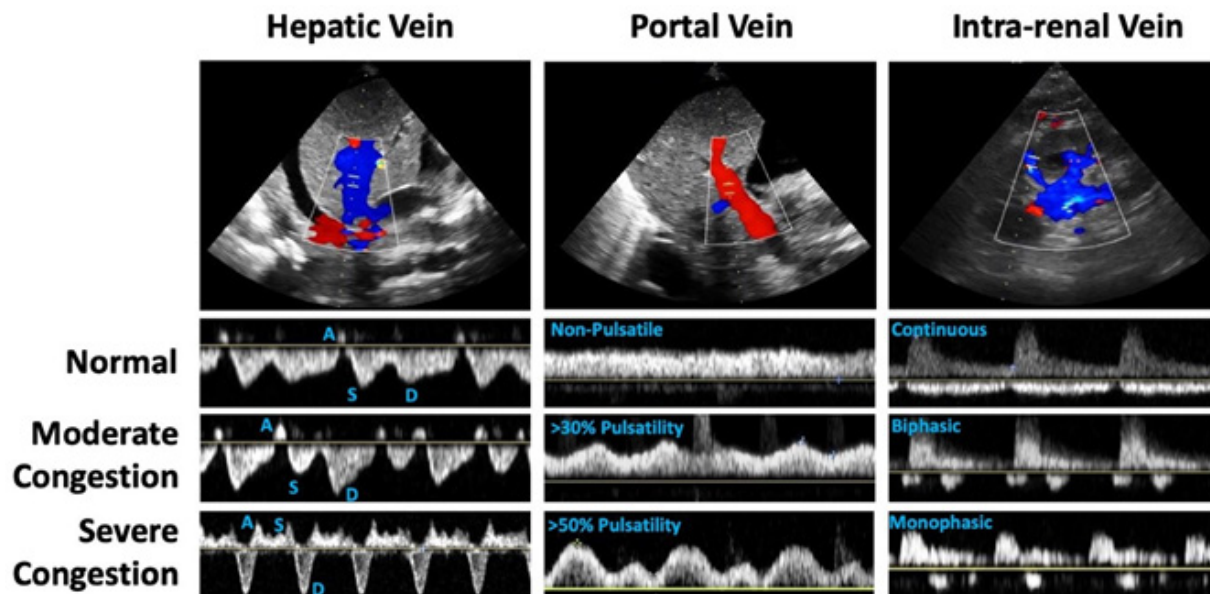 Hepatic Vein Portal Vein Intra-renal Vein
Normal
A
S D
Non-Pulsatile
Continuous
Moderate
Congestion
A
S
D
>30% Pulsatility
Biphasic
Severe
Congestion
A S
D
>50% Pulsatility
Monophasic